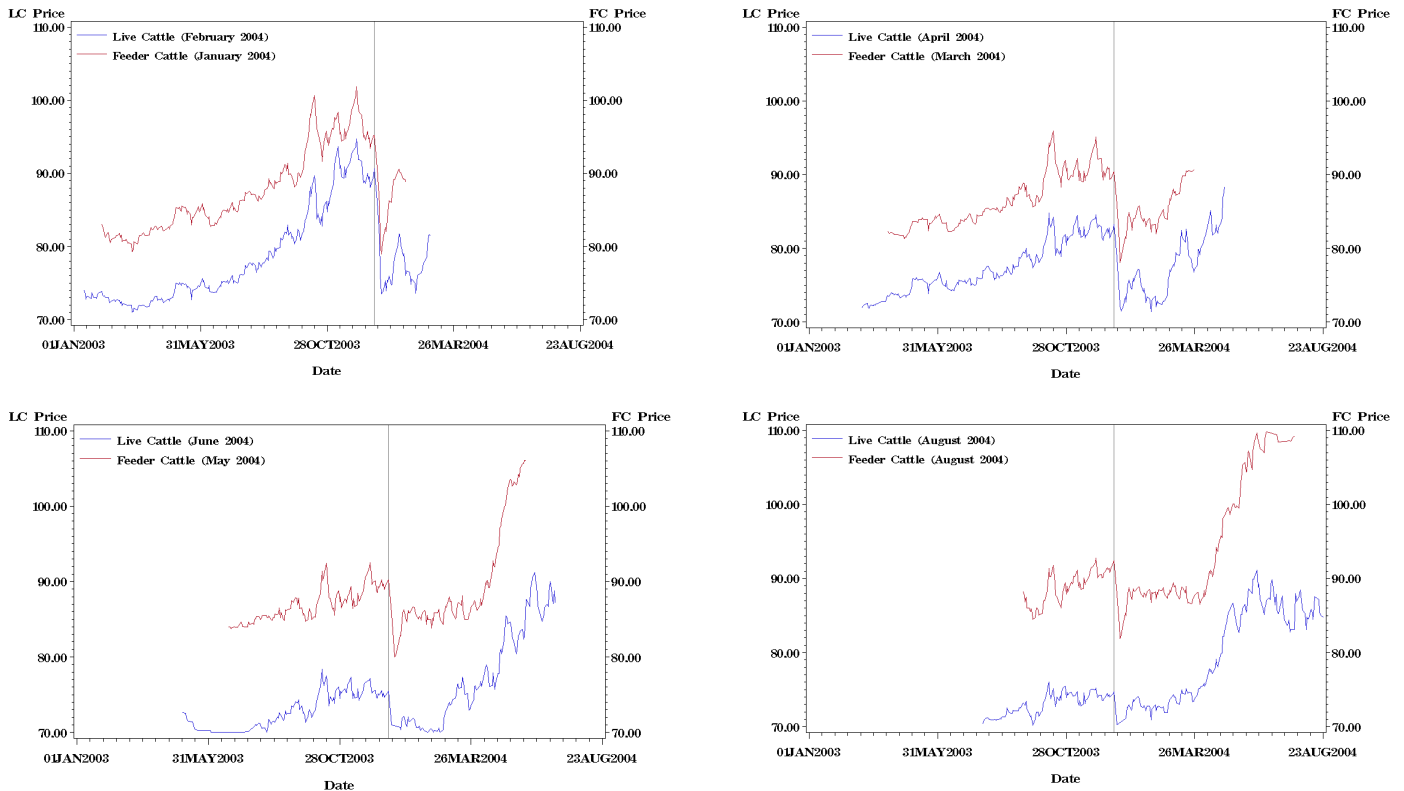 LC Price FC Price
110.00 110.00
Live Cattle (February 2004)
Feeder Cattle (January 2004)
100.00 100.00
90.00 90.00
80.00 80.00
70.00 70.00
01JAN2003 31MAY2003 28OCT2003 26MAR2004 23AUG2004
Date
LC Price FC Price
110.00 110.00
Live Cattle (April 2004)
Feeder Cattle (March 2004)
100.00 100.00
90.00 90.00
80.00 80.00
70.00 70.00
01JAN2003 31MAY2003 28OCT2003 26MAR2004 23AUG2004
Date
LC Price FC Price
110.00 110.00
Live Cattle (June 2004)
Feeder Cattle (May 2004)
100.00 100.00
90.00 90.00
80.00 80.00
70.00 70.00
01JAN2003 31MAY2003 28OCT2003 26MAR2004 23AUG2004
Date
LC Price FC Price
110.00 110.00
Live Cattle (August 2004)
Feeder Cattle (August 2004)
100.00 100.00
90.00 90.00
80.00 80.00
70.00 70.00
01JAN2003 31MAY2003 28OCT2003 26MAR2004 23AUG2004
Date